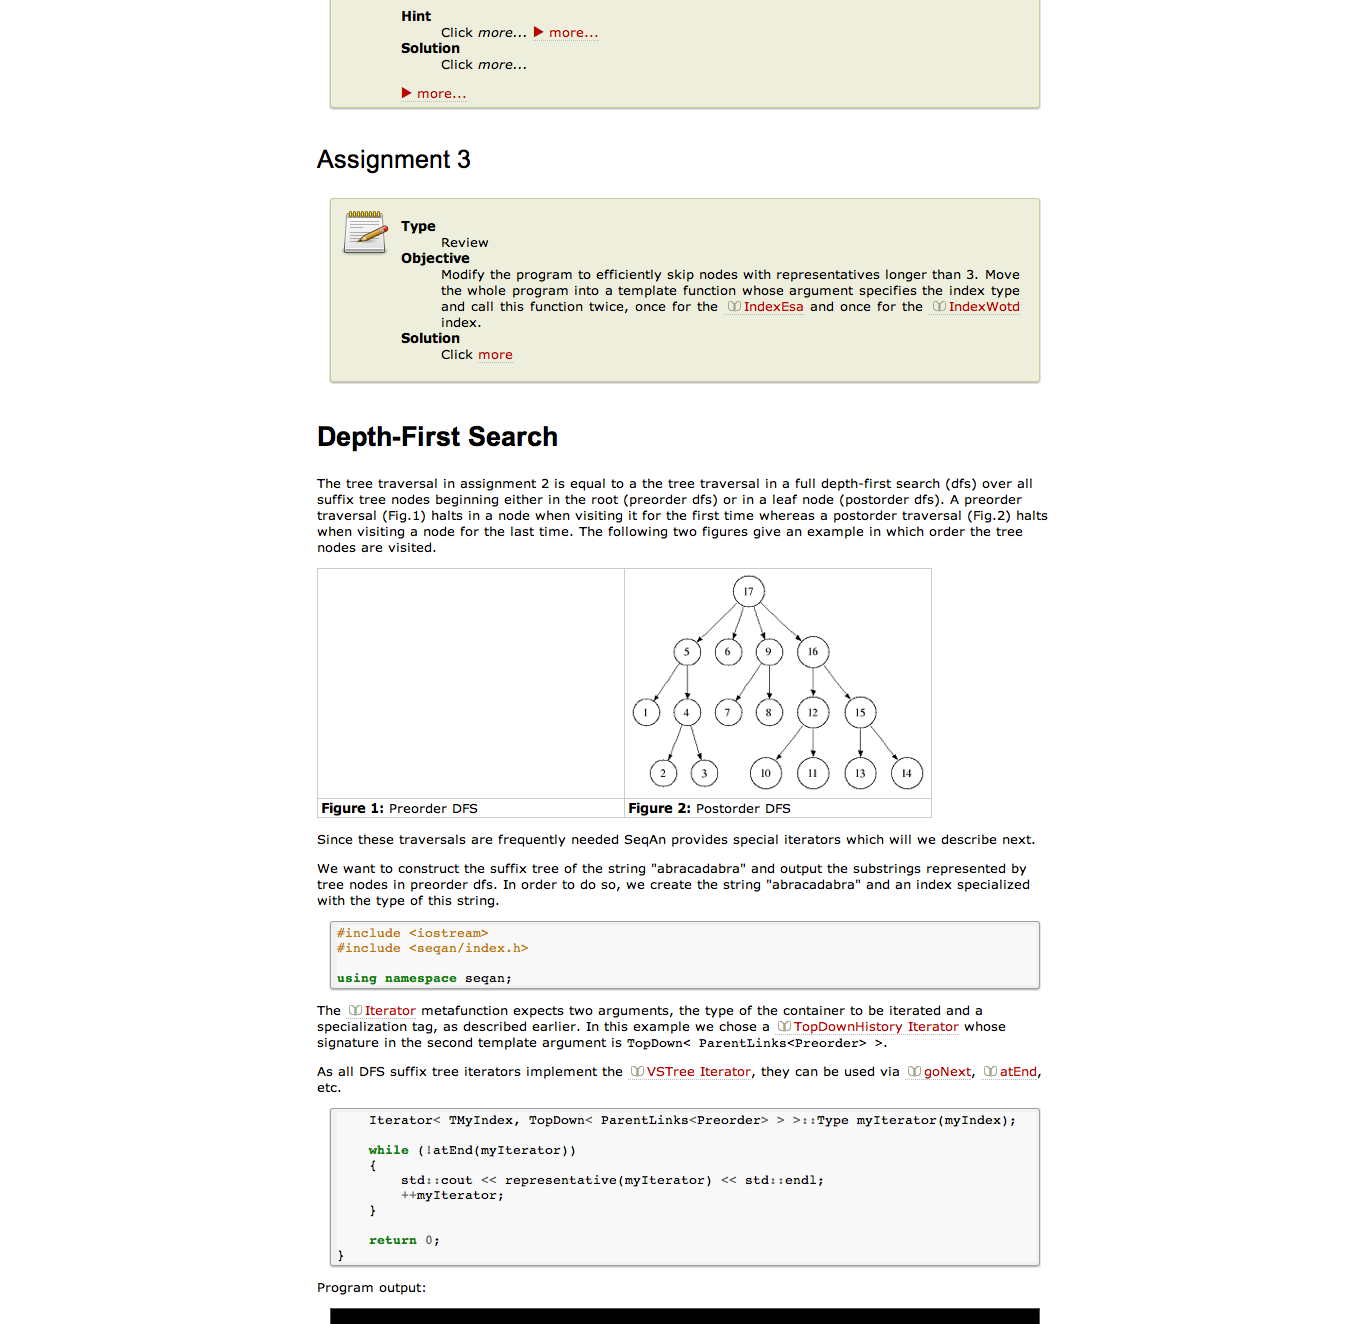 Hint
Click more... ▶ more...
Solution
Click more...
▶ more...
Assignment 3
Type
Review
Objective
Modify the program to efficiently skip nodes with representatives longer than 3. Move
the whole program into a template function whose argument specifies the index type
and call this function twice, once for the IndexEsa and once for the IndexWotd
index.
Solution
Click more
Depth-First Search
The tree traversal in assignment 2 is equal to a the tree traversal in a full depth-first search (dfs) over all
suffix tree nodes beginning either in the root (preorder dfs) or in a leaf node (postorder dfs). A preorder
traversal (Fig.1) halts in a node when visiting it for the first time whereas a postorder traversal (Fig.2) halts
when visiting a node for the last time. The following two figures give an example in which order the tree
nodes are visited.
17
5 6 9 16
1 4 7 8 12 15
2 3 10 11 13 14
Figure 1: Preorder DFS
Figure 2: Postorder DFS
Since these traversals are frequently needed SeqAn provides special iterators which will we describe next.
We want to construct the suffix tree of the string "abracadabra" and output the substrings represented by
tree nodes in preorder dfs. In order to do so, we create the string "abracadabra" and an index specialized
with the type of this string.
#include <iostream>
#include <seqan/index.h>
using namespace seqan;
The Iterator metafunction expects two arguments, the type of the container to be iterated and a
specialization tag, as described earlier. In this example we chose a TopDownHistory Iterator whose
signature in the second template argument is TopDown< ParentLinks<Preorder> >.
As all DFS suffix tree iterators implement the VSTree Iterator, they can be used via goNext, atEnd,
etc.
Iterator< TMyIndex, TopDown< ParentLinks<Preorder> > >::Type myIterator(myIndex);
while (!atEnd(myIterator))
{
std::cout << representative(myIterator) << std::endl;
++myIterator;
}
return 0;
}
Program output: